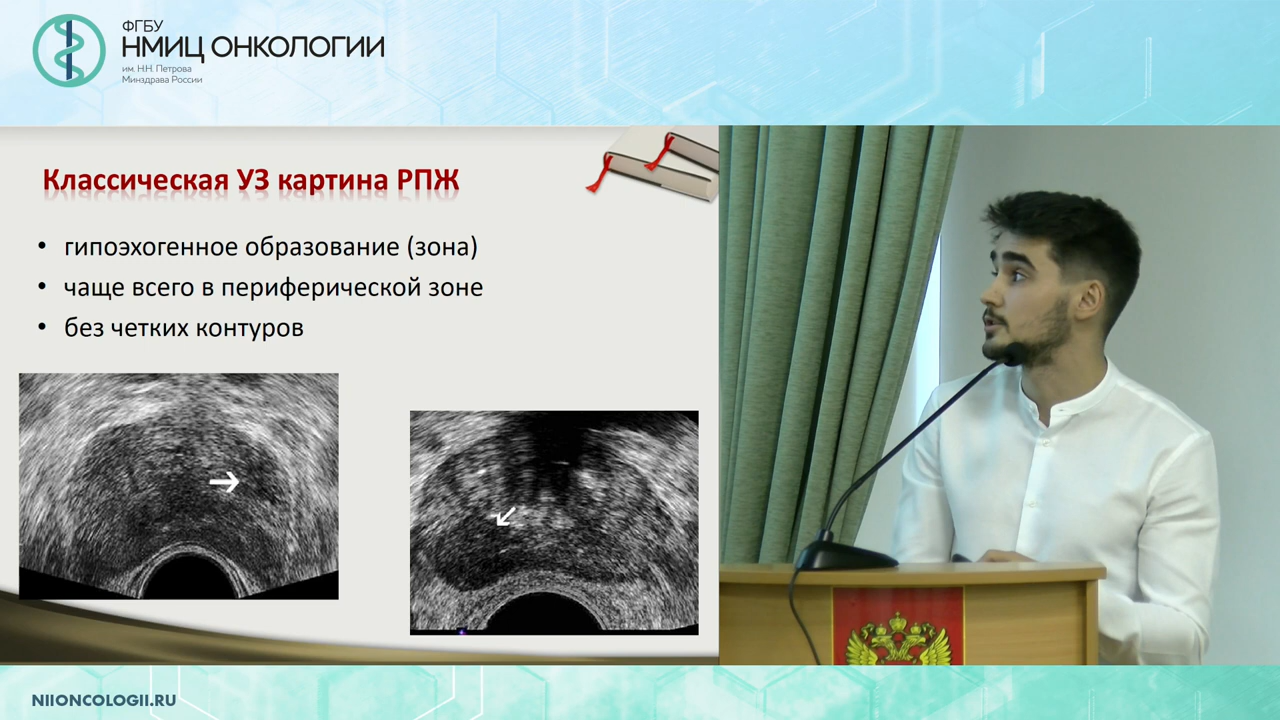 ФГБУ
НМИЦ ОНКОЛОГИИ
им. Н.Н. Петрова
Минздрава России
Классическая УЗ картина РПЖ
• гипоэхогенное образование (зона)
• чаще всего в периферической зоне
• без четких контуров
NIIONCOLOGII.RU